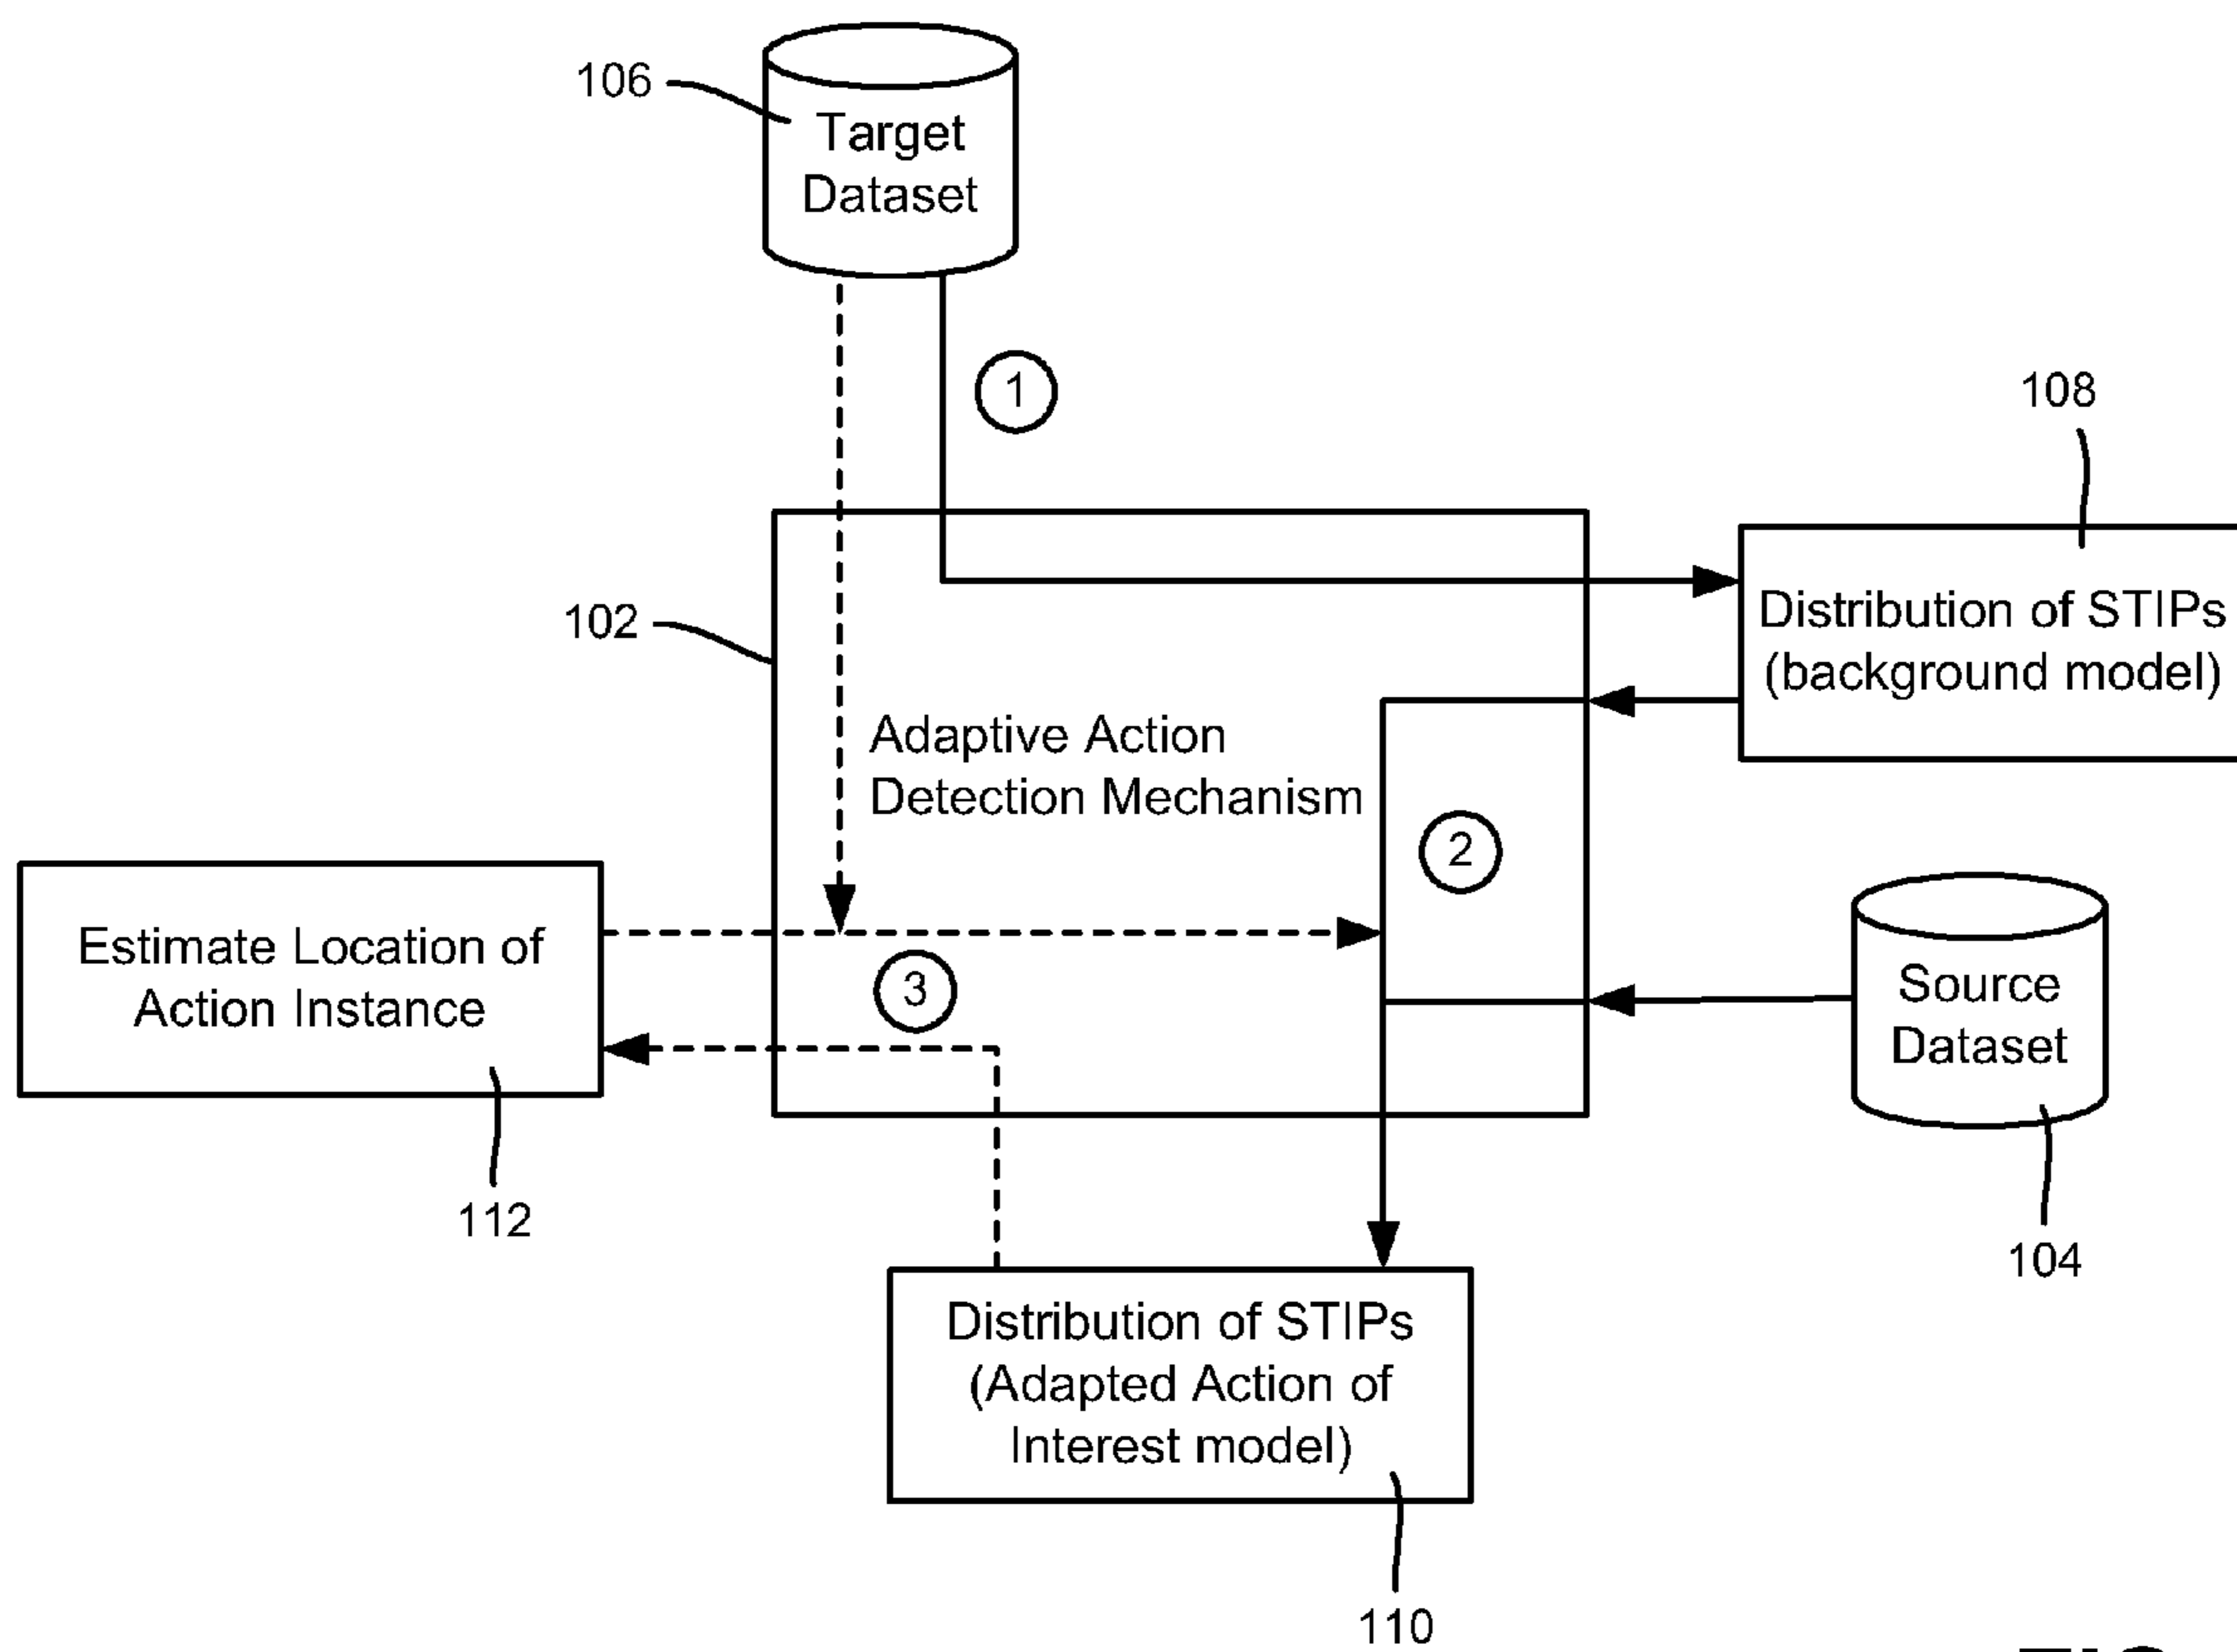 106
Target
Dataset
1
108
Distribution of STIPs
(background model)
102
Adaptive Action
Detection Mechanism
2
Estimate Location of
Action Instance
3
Source
Dataset
112
104
Distribution of STIPs
(Adapted Action of
Interest model)
110